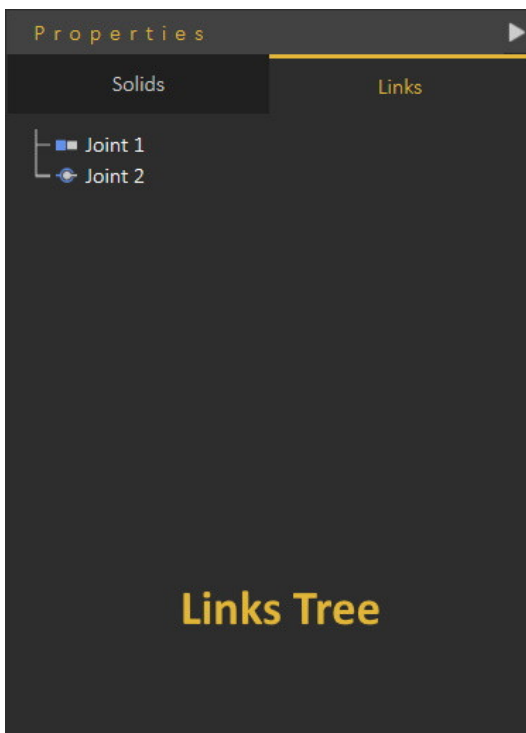 Properties
Solids
Links
Joint 1
Joint 2
Links Tree